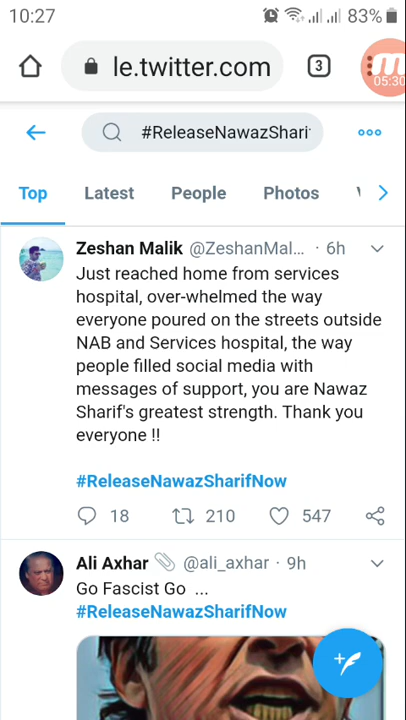 10:27
83%
le.twitter.com
3
05:30
#ReleaseNawazShari
Top Latest People Photos
Zeshan Malik @ZeshanMal... · 6h
Just reached home from services
hospital, over-whelmed the way
everyone poured on the streets outside
NAB and Services hospital, the way
people filled social media with
messages of support, you are Nawaz
Sharif's greatest strength. Thank you
everyone !!
#ReleaseNawazSharifNow
18 210 547
Ali Axhar @ali_axhar · 9h
Go Fascist Go ...
#ReleaseNawazSharifNow